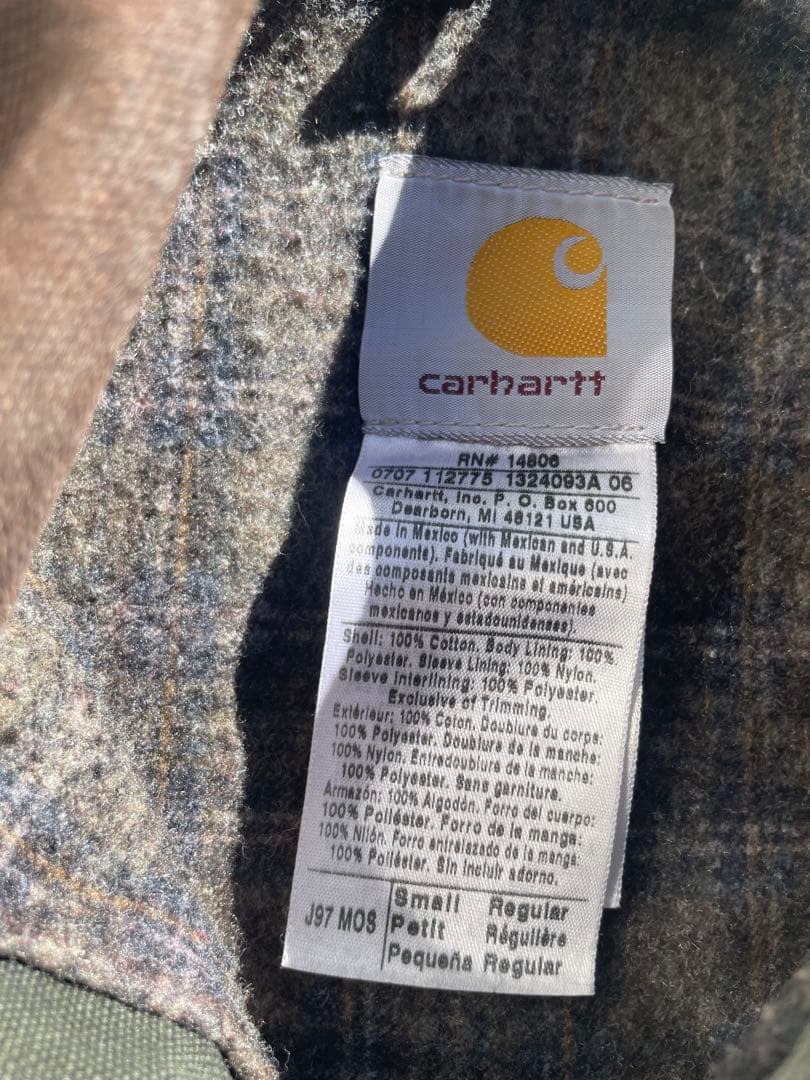 carhartt
RN# 14806
0707 112775 1324093A 06
Carhartt, Inc. P. O. Box 600
Dearborn, MI 48121 USA
Made in Mexico (with Mexican and U.S.A.
componente). Fabriqué au Mexique (avec
des composants mexicains et américains)
Hecho en México (con componentes
mexicanos y estadounidenses).
Shell: 100% Cotton. Body Lining: 100%
Polyester. Sleeve Lining: 100% Nylon.
Sleeve Interlining: 100% Polyester.
Exclusive of Trimming.
Extérieur: 100% Coton. Doublure du corps:
100% Polyester. Doublure de la manche:
100% Nylon. Entredoublure de la manche:
100% Polyester. Sans garniture.
Armazón: 100% Algodón. Forro del cuerpo:
100% Poliéster. Forro de la manga:
100% Nilón. Forro entrelazado de la manga:
100% Poliéster. Sin incluir adorno.
J97 MOS
Small Regular
Petit Régulière
Pequeña Regular